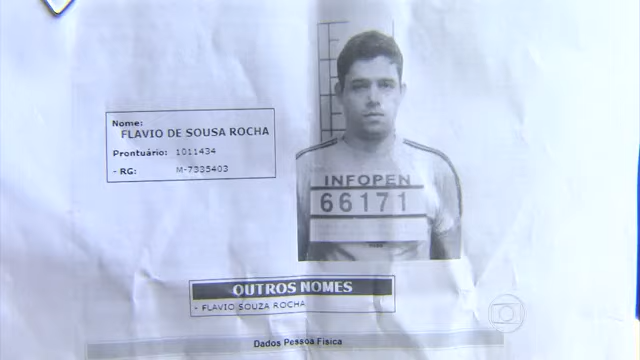 Nome:
FLAVIO DE SOUSA ROCHA
Prontuário: 1011434
- RG: M-7335403
INFOPEN
66171
OUTROS NOMES
- FLAVIO SOUZA ROCHA
Dados Pessoa Física